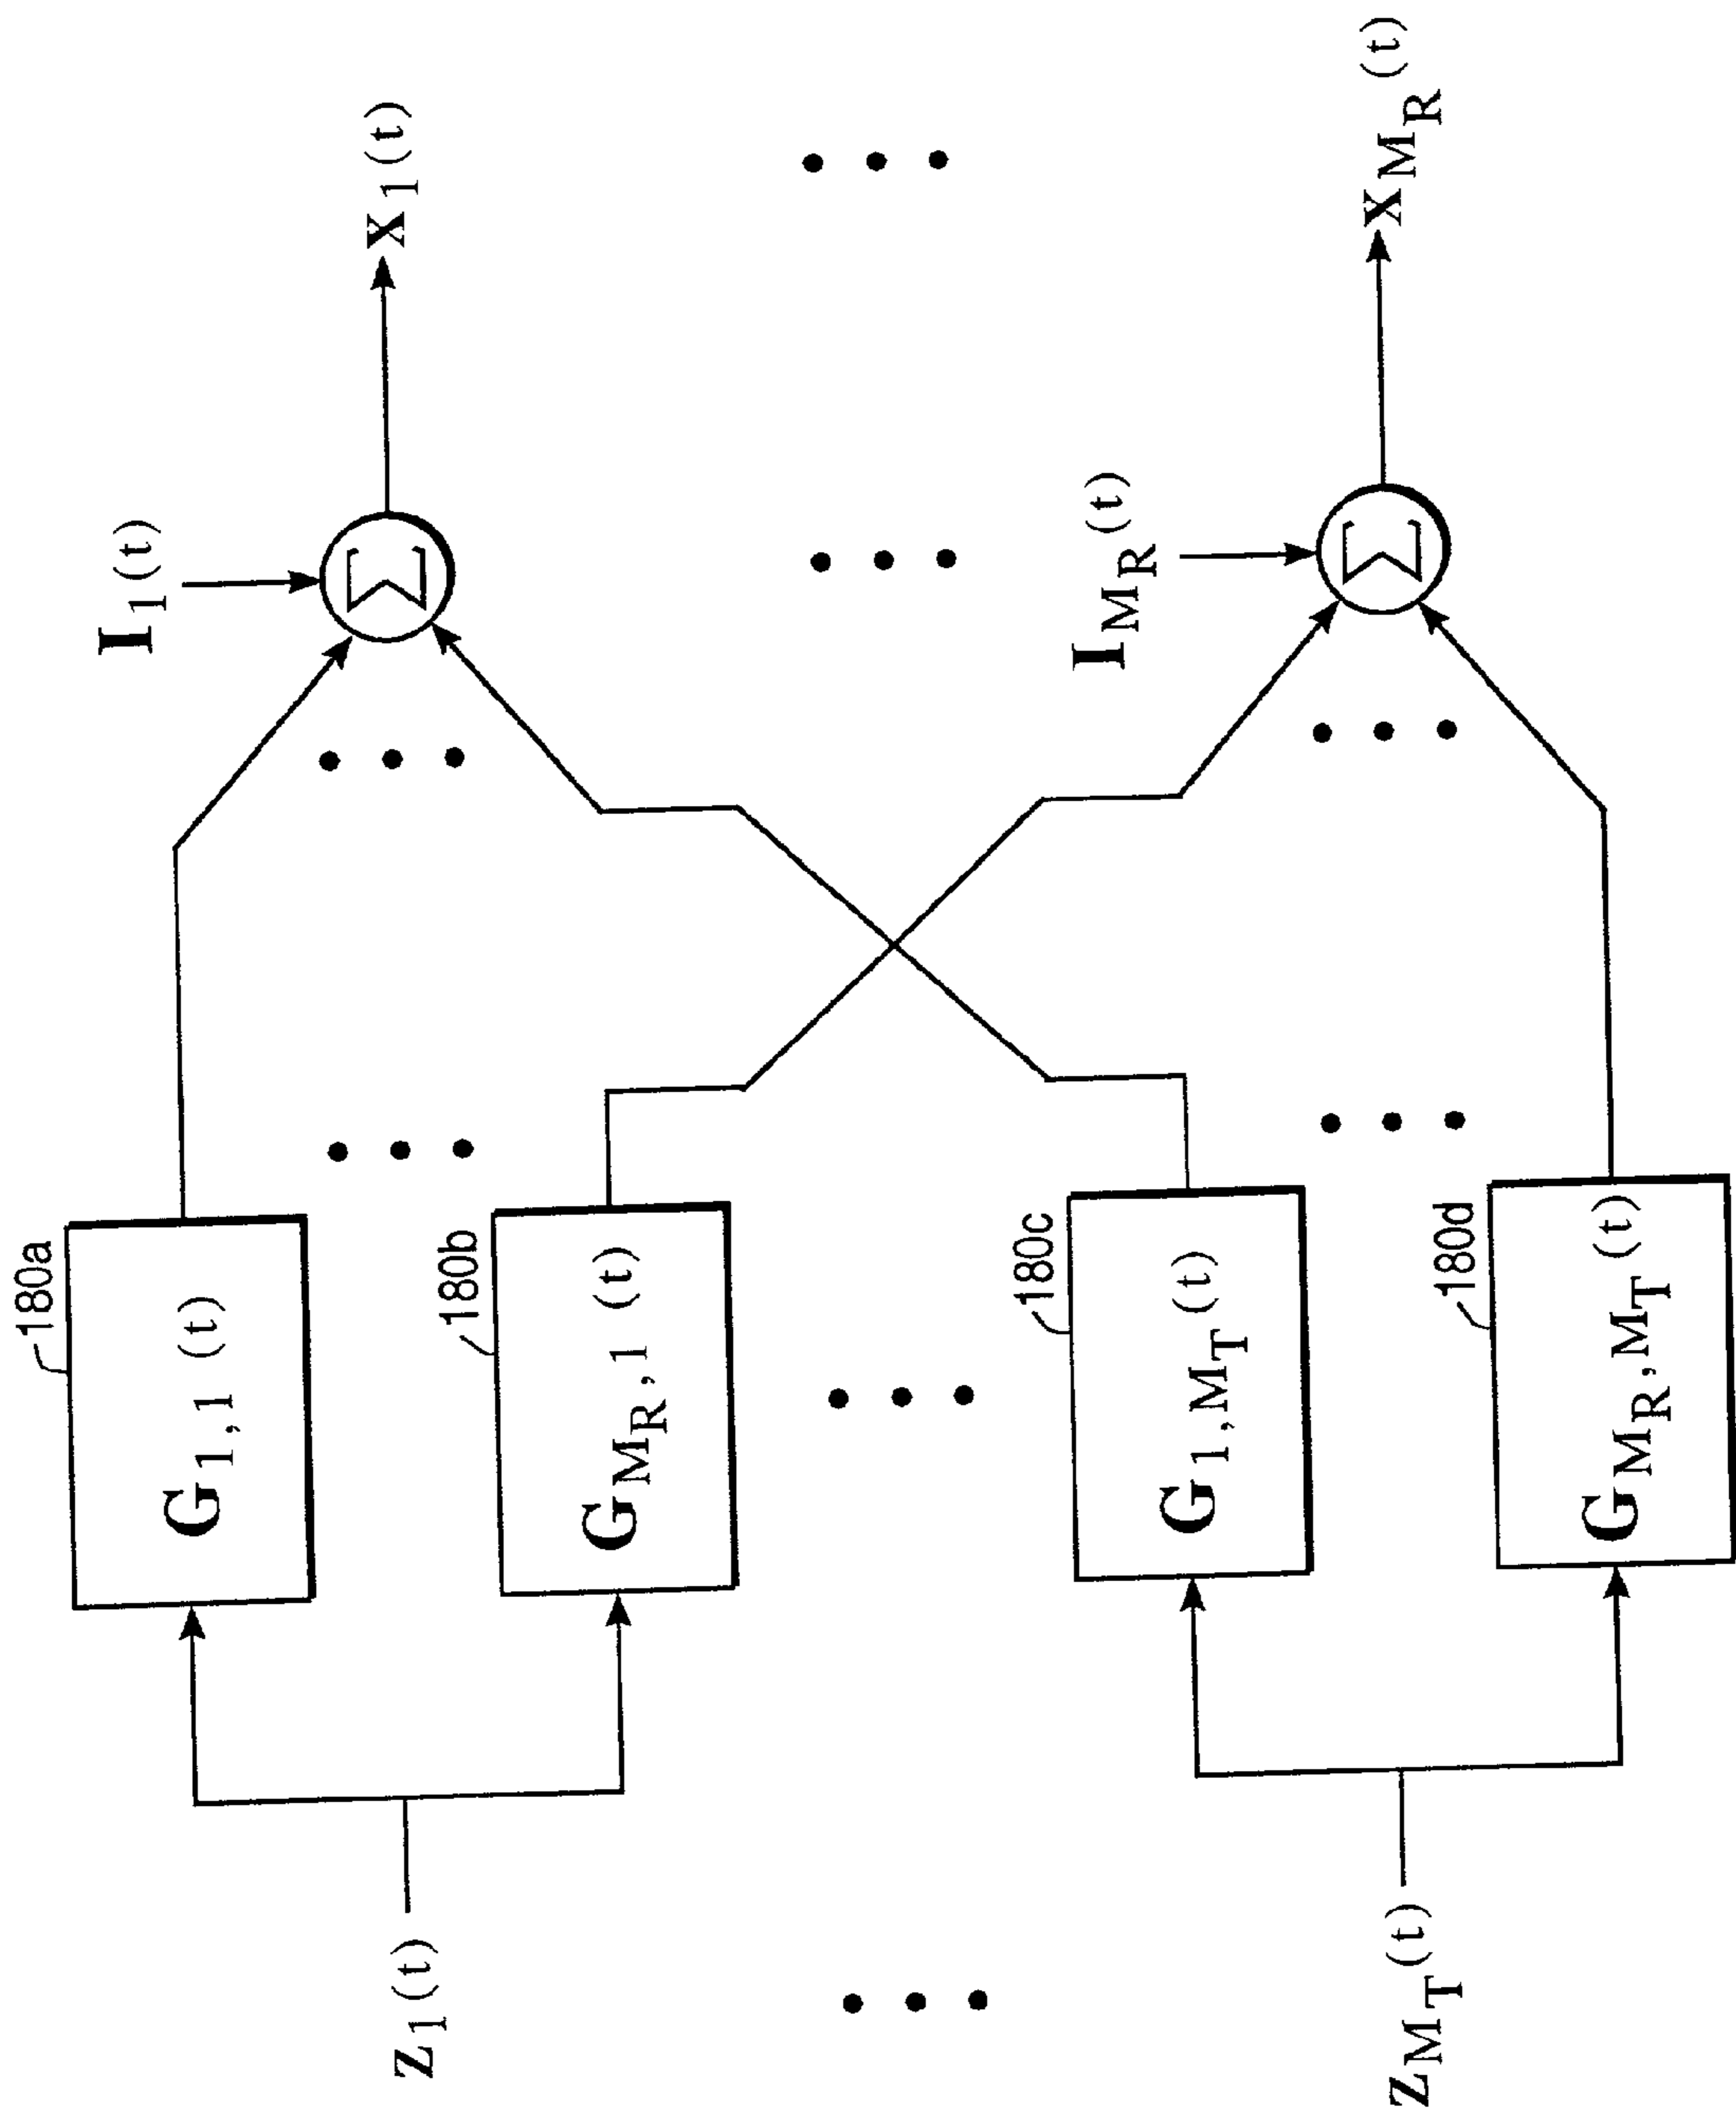 180a
G1,1(t)
180b
GMR,1(t)
180c
G1,MT(t)
180d
GMR,MT(t)
z1(t)
zMT(t)
I1(t)
Σ
x1(t)
IMR(t)
Σ
xMR(t)